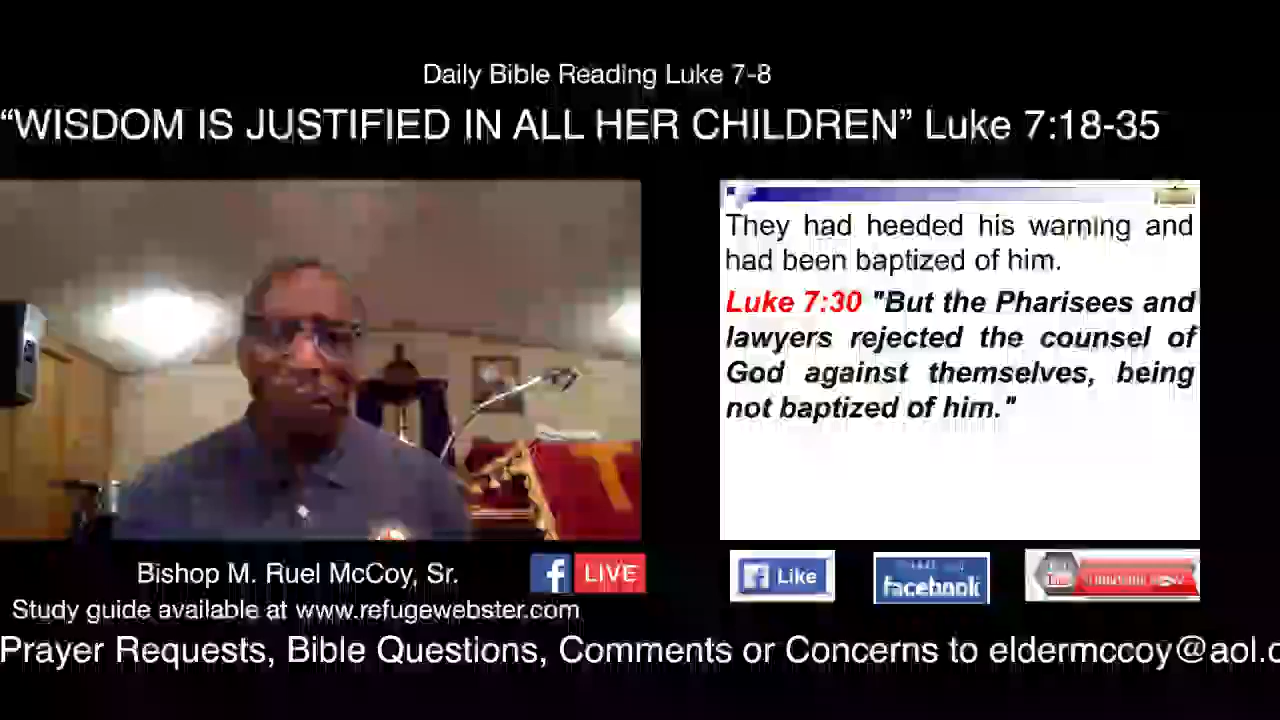 Daily Bible Reading Luke 7-8
“WISDOM IS JUSTIFIED IN ALL HER CHILDREN” Luke 7:18-35
They had heeded his warning and
had been baptized of him.
Luke 7:30 "But the Pharisees and
lawyers rejected the counsel of
God against themselves, being
not baptized of him."
Bishop M. Ruel McCoy, Sr.
f LIVE
f Like
facebook
Study guide available at www.refugewebster.com
Prayer Requests, Bible Questions, Comments or Concerns to eldermccoy@aol.c